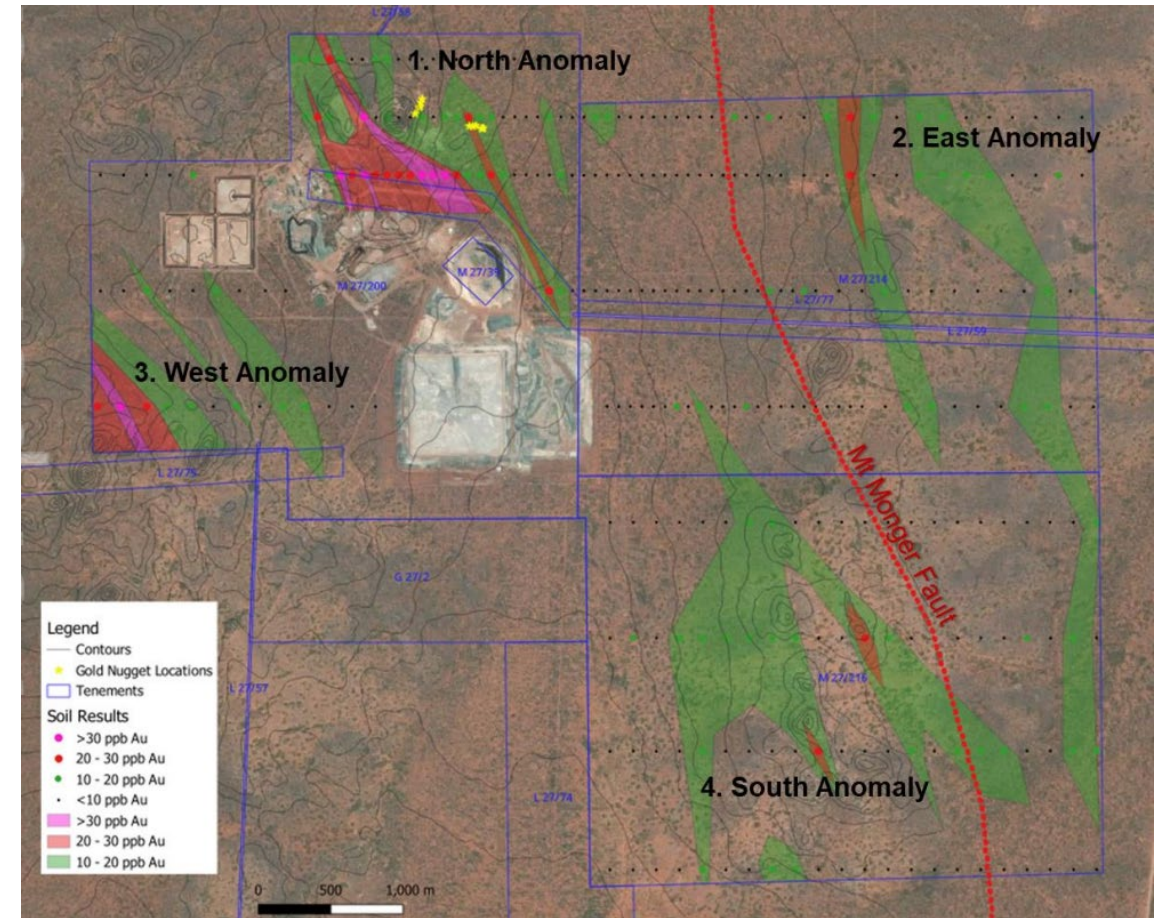 L 27/58
1. North Anomaly
2. East Anomaly
M 27/39
M 27/200
M 27/214
L 27/77
L 27/59
3. West Anomaly
L 27/75
Mt Monger Fault
G 27/2
M 27/216
L 27/57
4. South Anomaly
L 27/74
Legend
Contours
Gold Nugget Locations
Tenements
Soil Results
>30 ppb Au
20 - 30 ppb Au
10 - 20 ppb Au
<10 ppb Au
>30 ppb Au
20 - 30 ppb Au
10 - 20 ppb Au
0 500 1,000 m